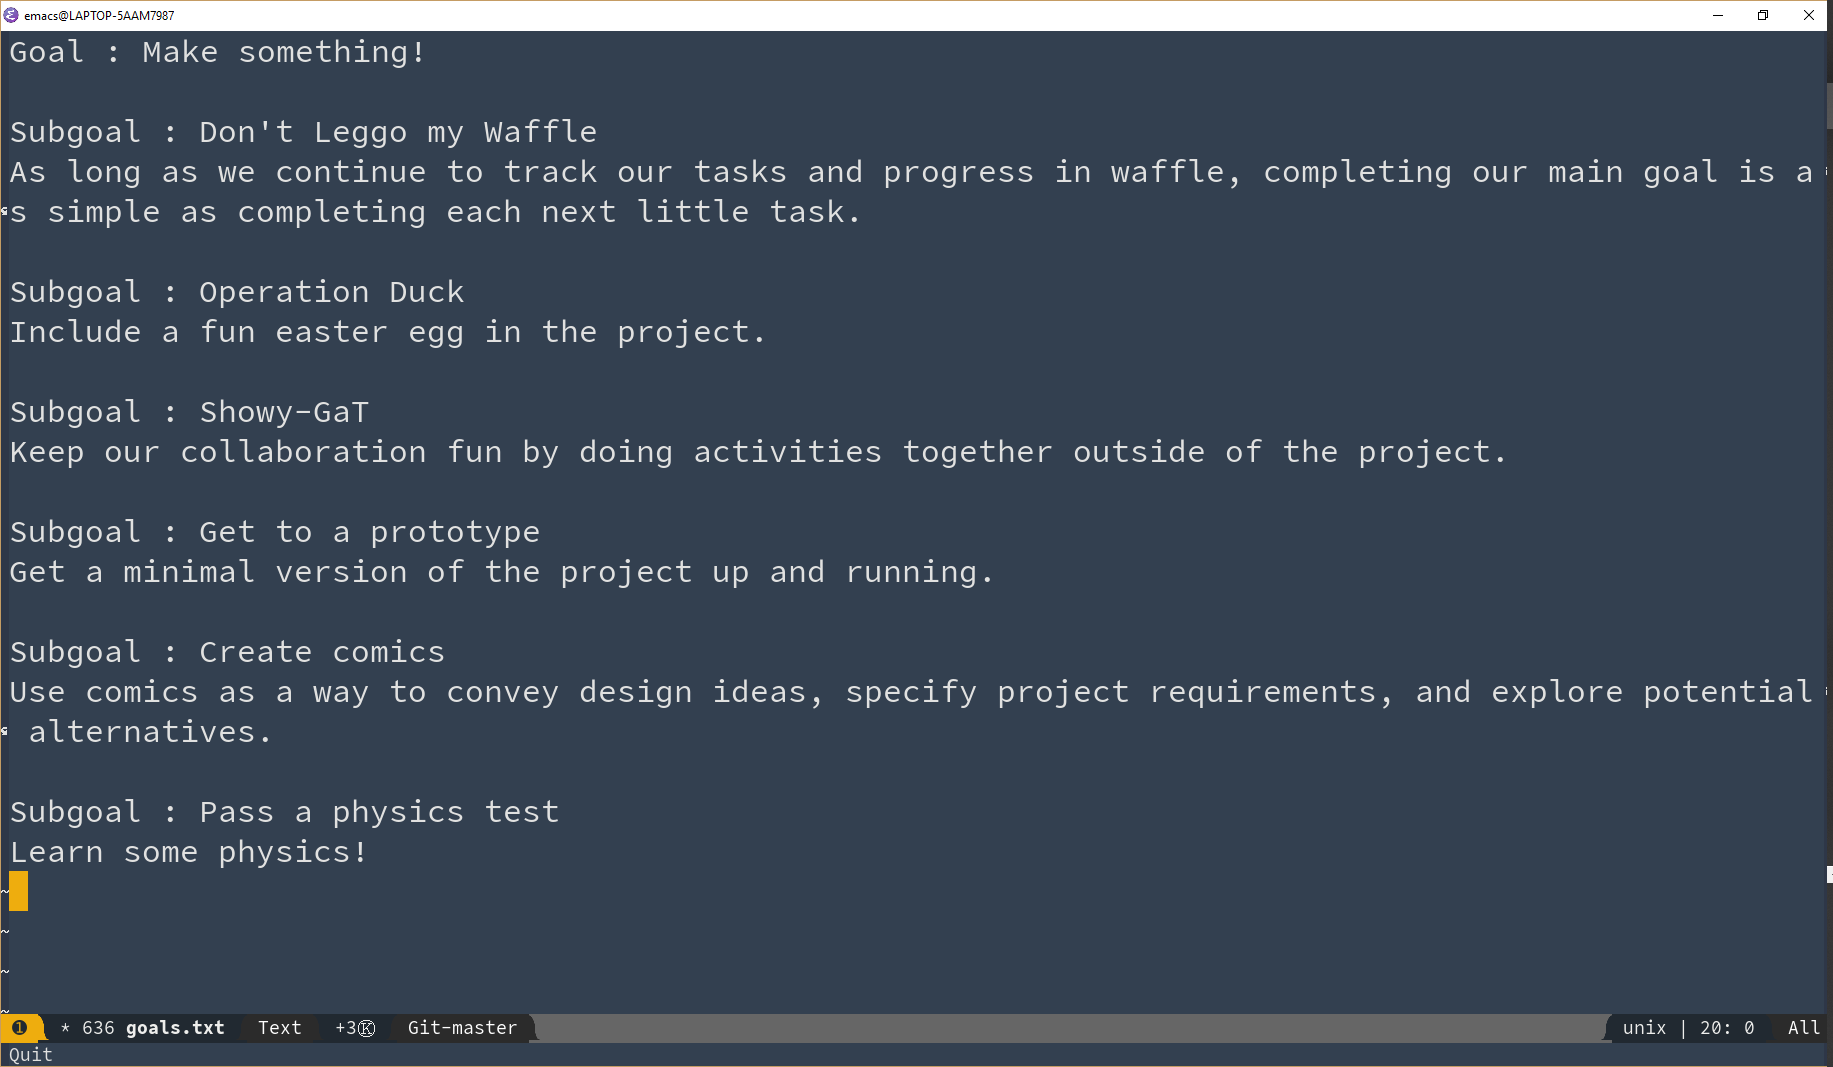 emacs@LAPTOP-5AAM7987
Goal : Make something!
Subgoal : Don't Leggo my Waffle
As long as we continue to track our tasks and progress in waffle, completing our main goal is a
s simple as completing each next little task.
Subgoal : Operation Duck
Include a fun easter egg in the project.
Subgoal : Showy-GaT
Keep our collaboration fun by doing activities together outside of the project.
Subgoal : Get to a prototype
Get a minimal version of the project up and running.
Subgoal : Create comics
Use comics as a way to convey design ideas, specify project requirements, and explore potential
alternatives.
Subgoal : Pass a physics test
Learn some physics!
~
~
~
~
❶ * 636 goals.txt Text +3Ⓚ Git-master unix | 20: 0 All
Quit